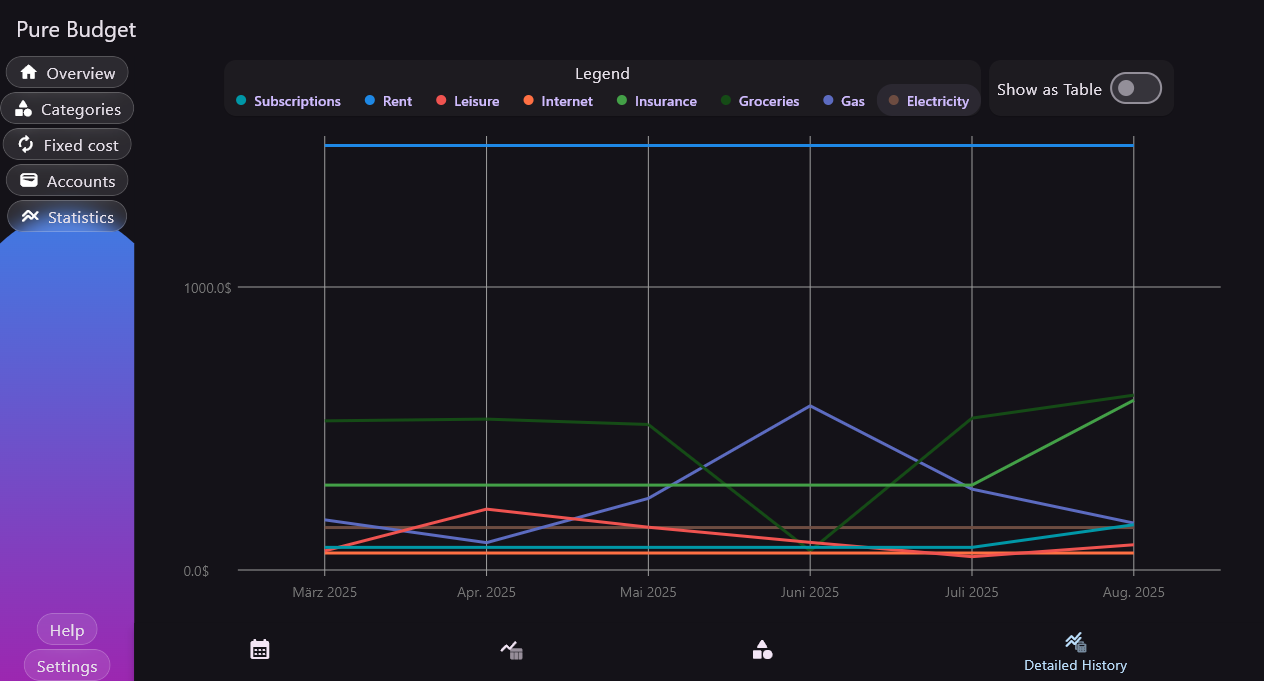 Pure Budget
Overview
Categories
Fixed cost
Accounts
Statistics
Help
Settings
Legend
Subscriptions Rent Leisure Internet Insurance Groceries Gas Electricity
Show as Table
1000.0$
0.0$
März 2025 Apr. 2025 Mai 2025 Juni 2025 Juli 2025 Aug. 2025
Detailed History